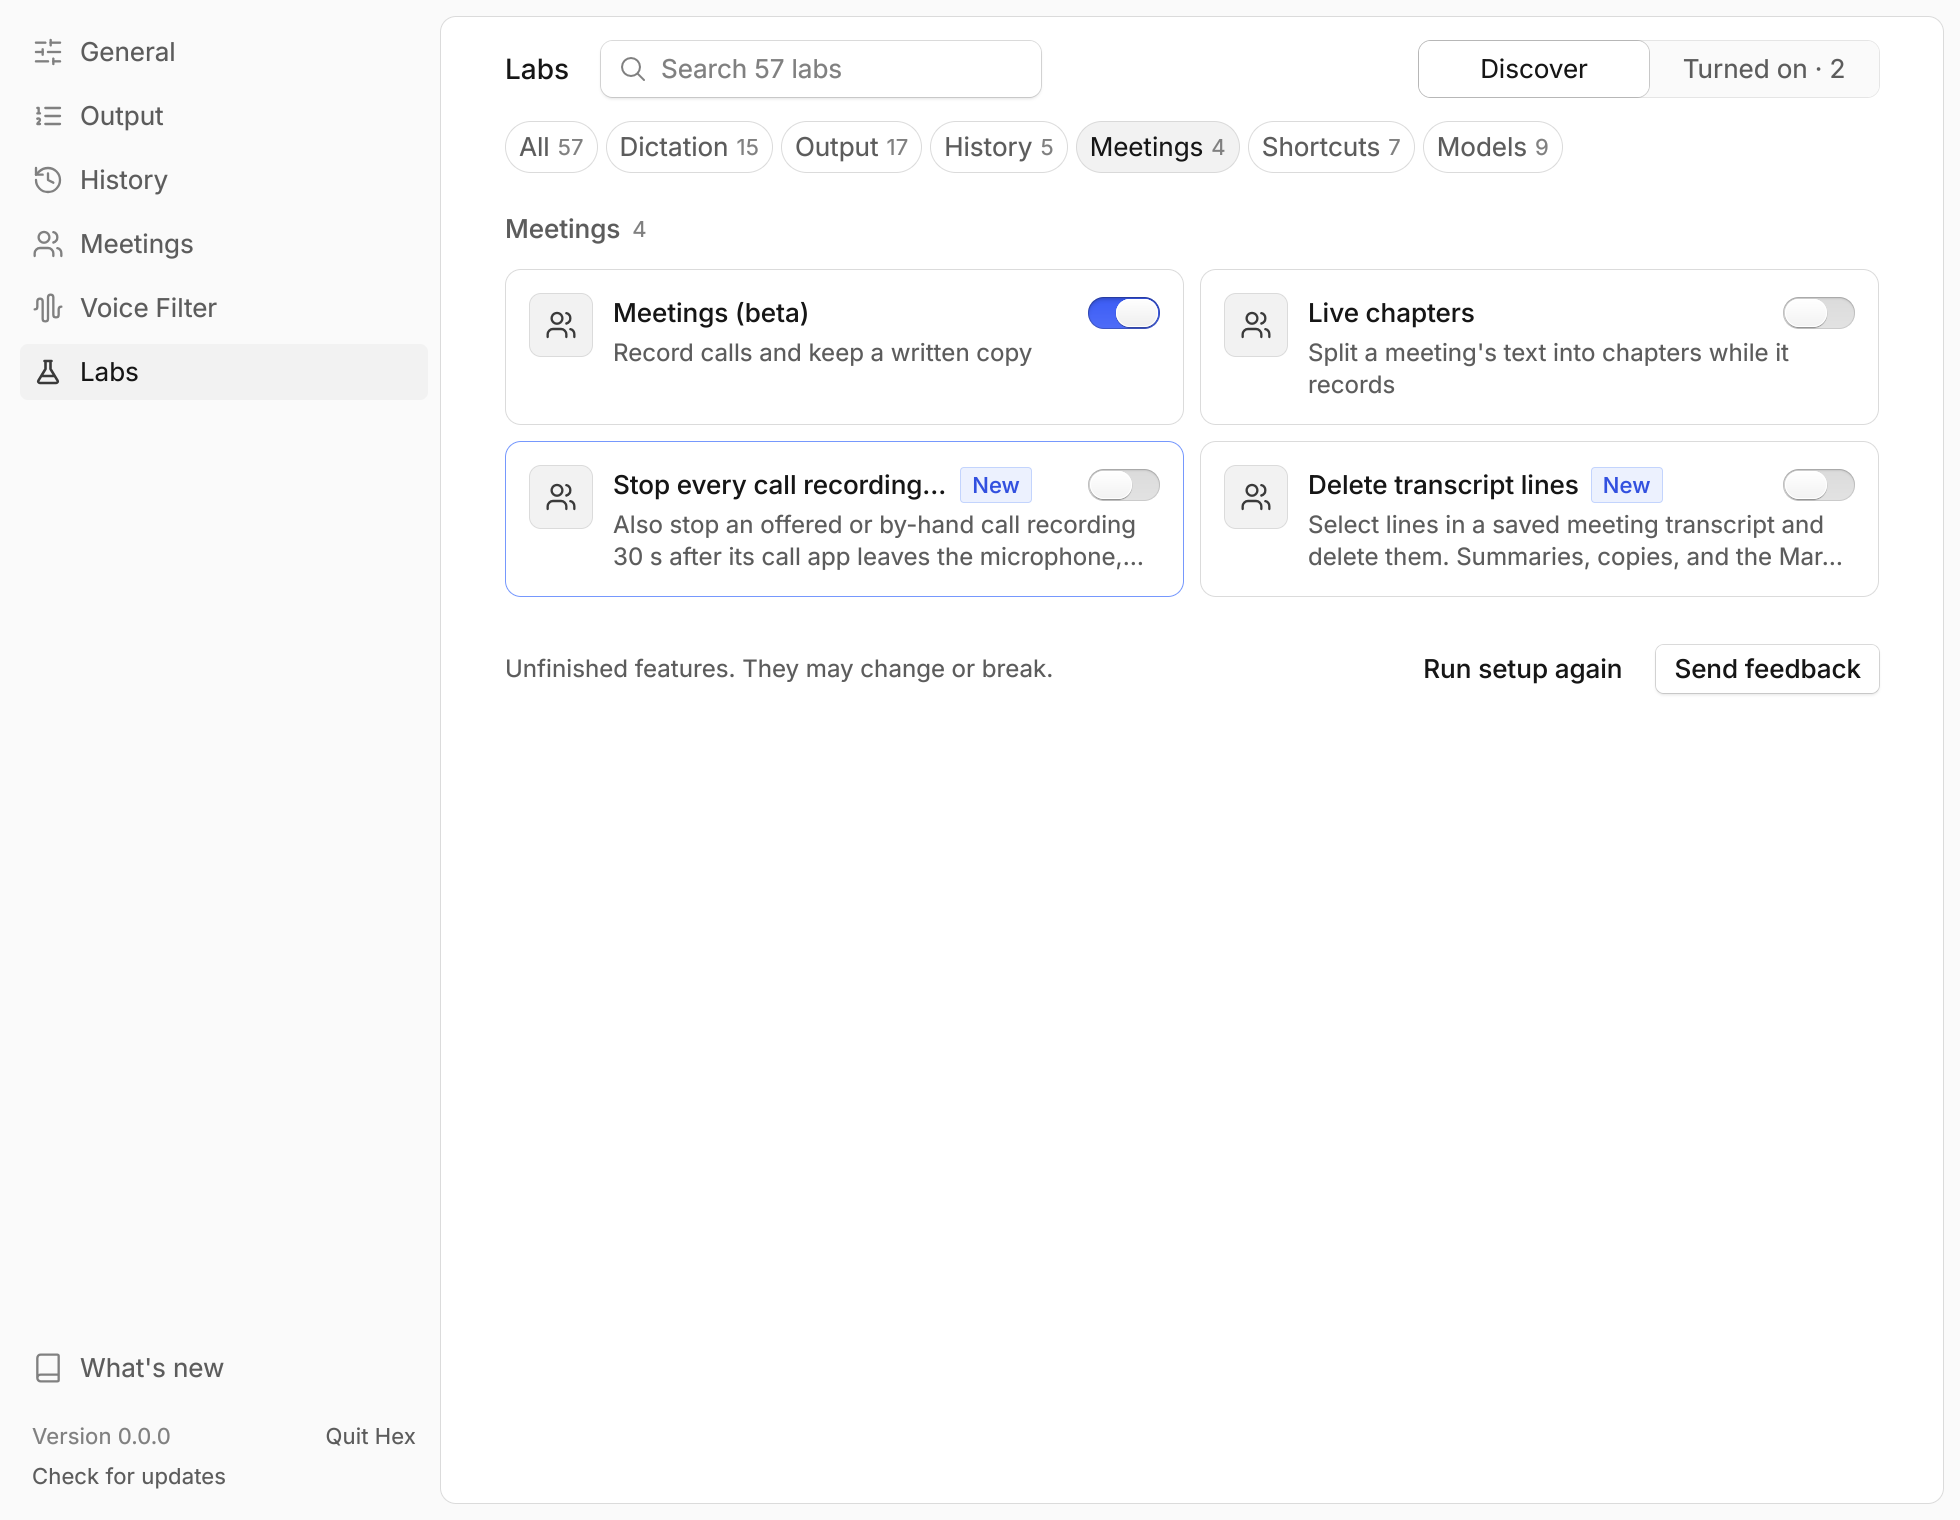 General
Output
History
Meetings
Voice Filter
Labs
What's new
Version 0.0.0
Quit Hex
Check for updates
Labs
Search 57 labs
Discover
Turned on · 2
All 57
Dictation 15
Output 17
History 5
Meetings 4
Shortcuts 7
Models 9
Meetings 4
Meetings (beta)
Record calls and keep a written copy
Live chapters
Split a meeting's text into chapters while it
records
Stop every call recording... New
Also stop an offered or by-hand call recording
30 s after its call app leaves the microphone,...
Delete transcript lines New
Select lines in a saved meeting transcript and
delete them. Summaries, copies, and the Mar...
Unfinished features. They may change or break.
Run setup again
Send feedback